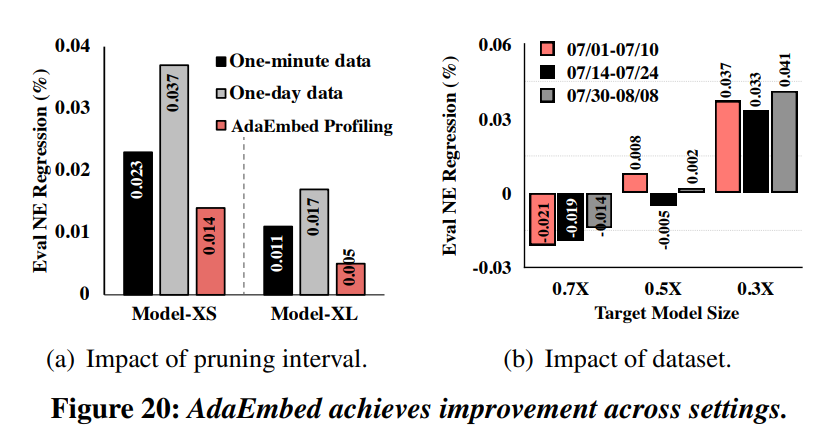 0.04
0.03
0.02
0.01
0
Eval NE Regression (%)
One-minute data
One-day data
AdaEmbed Profiling
0.023
0.037
0.014
0.011
0.017
0.005
Model-XS
Model-XL
(a) Impact of pruning interval.
0.06
0.03
0
-0.03
Eval NE Regression (%)
07/01-07/10
07/14-07/24
07/30-08/08
-0.021
-0.019
-0.014
0.008
-0.005
0.002
0.037
0.033
0.041
0.7X
0.5X
0.3X
Target Model Size
(b) Impact of dataset.
Figure 20: AdaEmbed achieves improvement across settings.